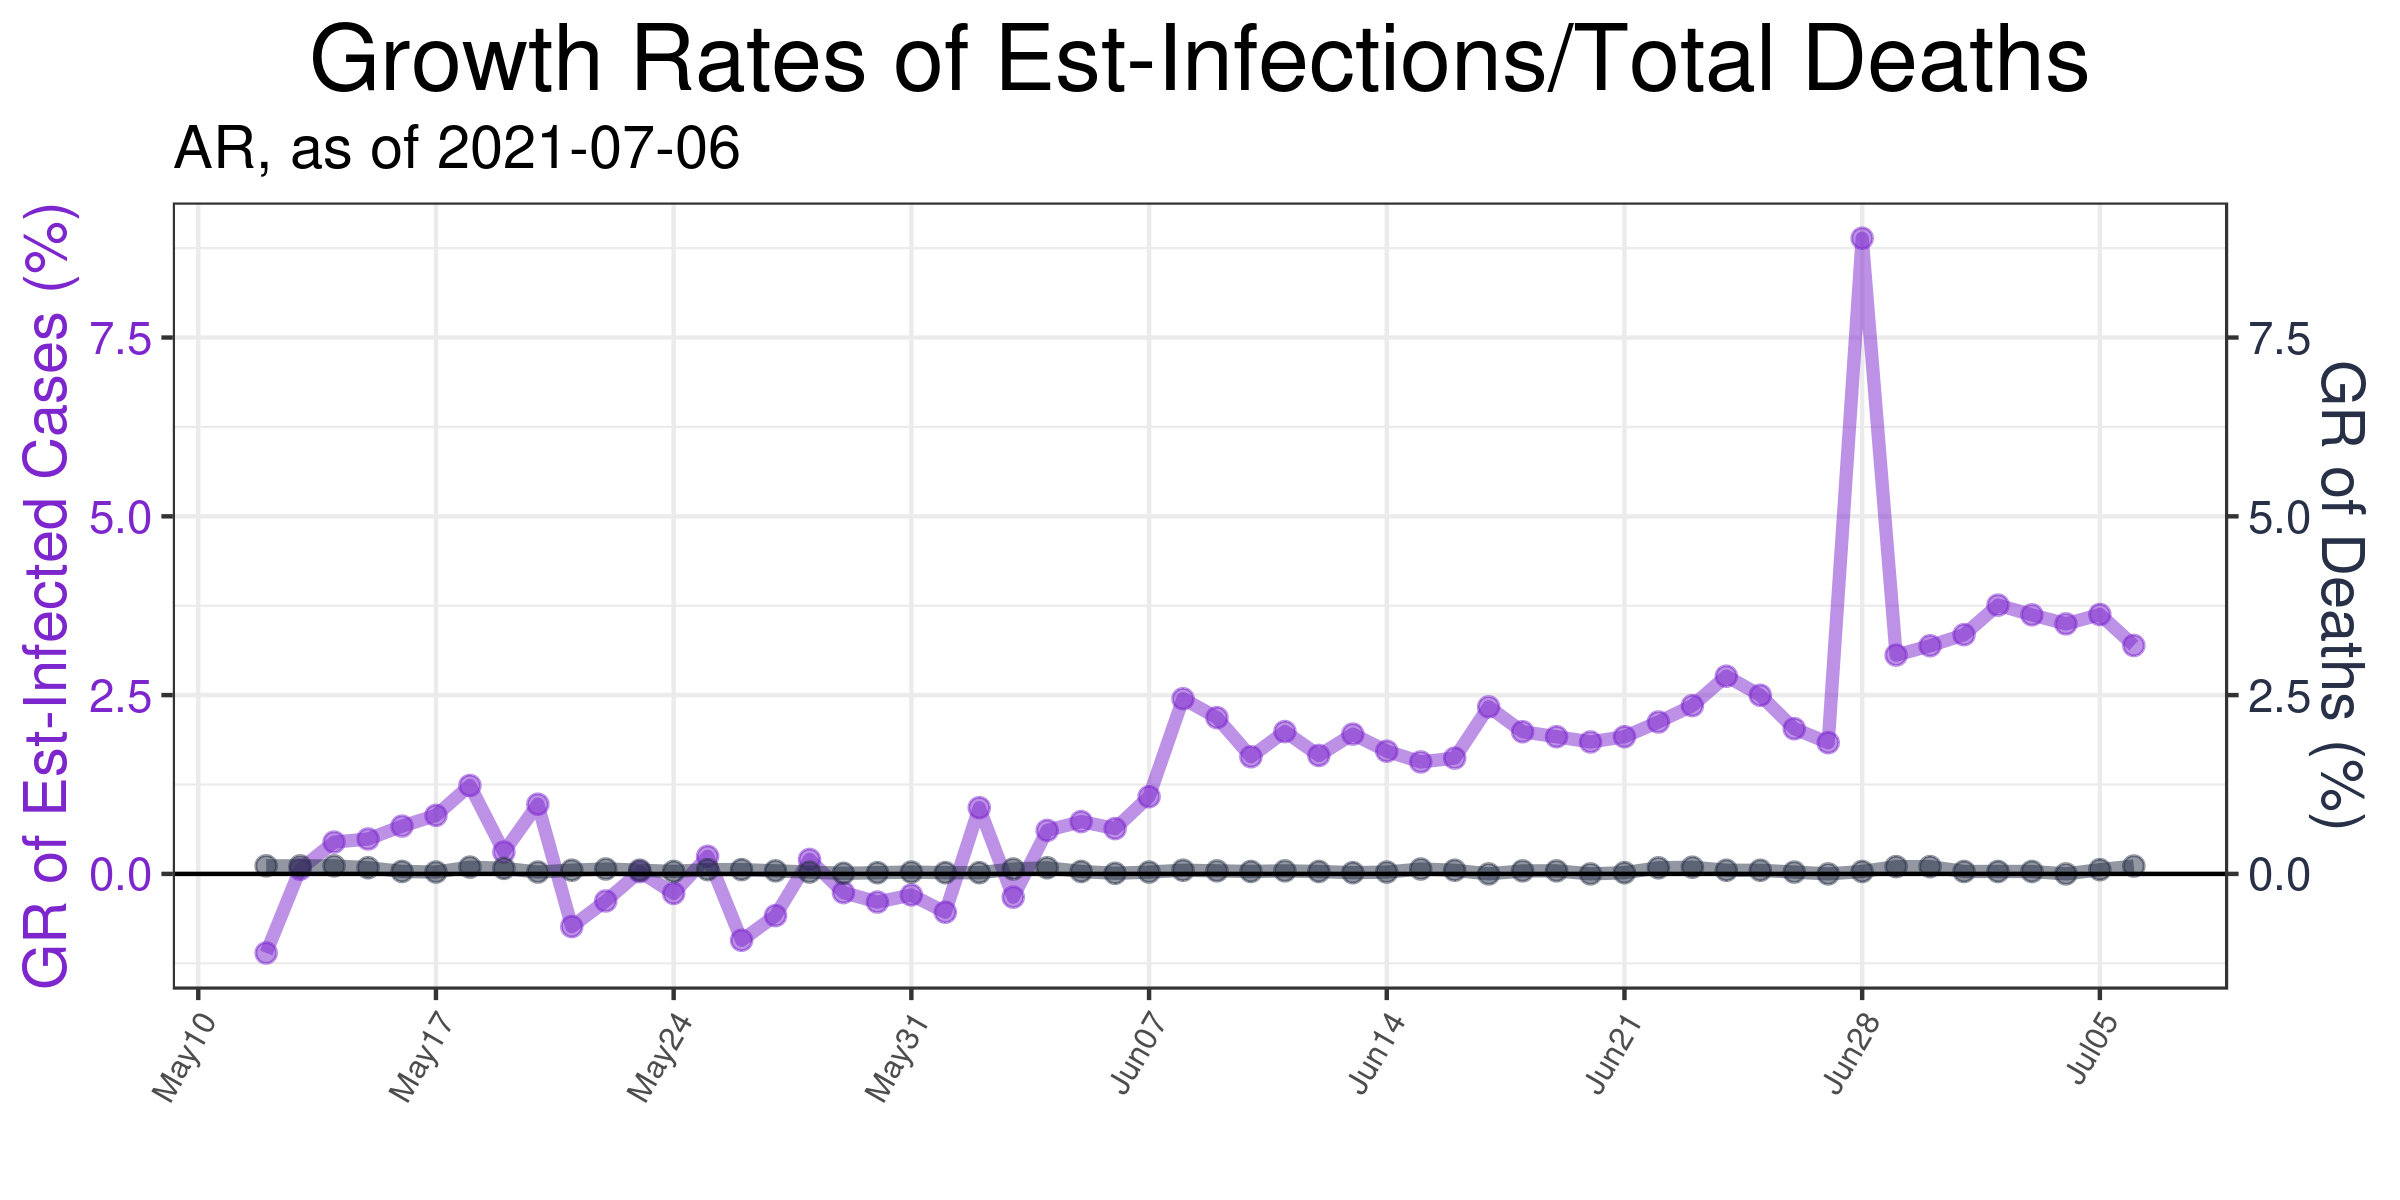 Growth Rates of Est-Infections/Total Deaths
AR, as of 2021-07-06
GR of Est-Infected Cases (%)
7.5
5.0
2.5
0.0
7.5
5.0
2.5
0.0
GR of Deaths (%)
May10
May17
May24
May31
Jun07
Jun14
Jun21
Jun28
Jul05